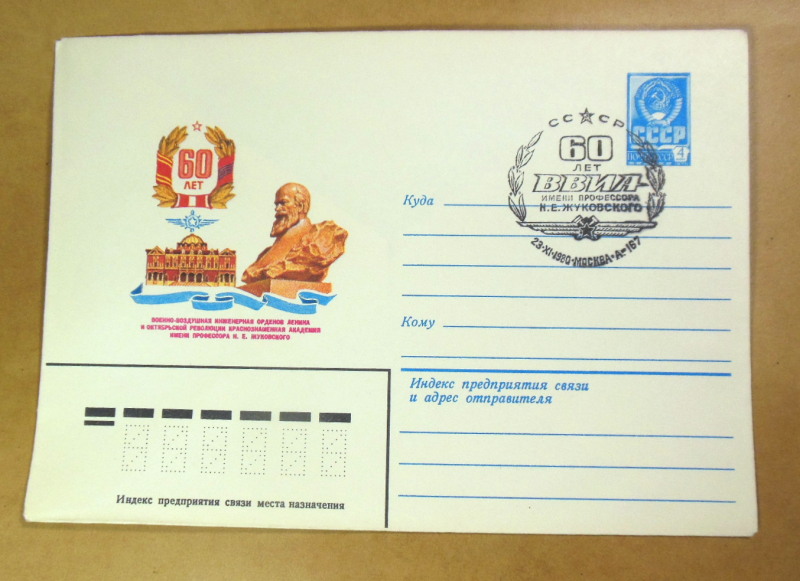 60
ЛЕТ
ВОЕННО-ВОЗДУШНАЯ ИНЖЕНЕРНАЯ ОРДЕНОВ ЛЕНИНА
И ОКТЯБРЬСКОЙ РЕВОЛЮЦИИ КРАСНОЗНАМЕННАЯ АКАДЕМИЯ
ИМЕНИ ПРОФЕССОРА Н. Е. ЖУКОВСКОГО
Индекс предприятия связи места назначения
СССР
60
ЛЕТ
ВВИА
ИМЕНИ ПРОФЕССОРА
Н.Е.ЖУКОВСКОГО
23·XI·1980·МОСКВА·А-167
СССР
4
Куда
Кому
Индекс предприятия связи
и адрес отправителя